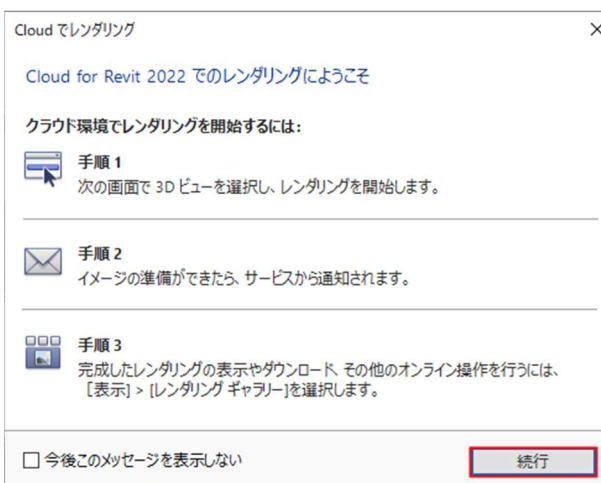 Cloud でレンダリング
Cloud for Revit 2022 でのレンダリングにようこそ
クラウド環境でレンダリングを開始するには:
手順 1
次の画面で 3D ビューを選択し、レンダリングを開始します。
手順 2
イメージの準備ができたら、サービスから通知されます。
手順 3
完成したレンダリングの表示やダウンロード、その他のオンライン操作を行うには、
[表示] > [レンダリング ギャラリー]を選択します。
今後このメッセージを表示しない
続行